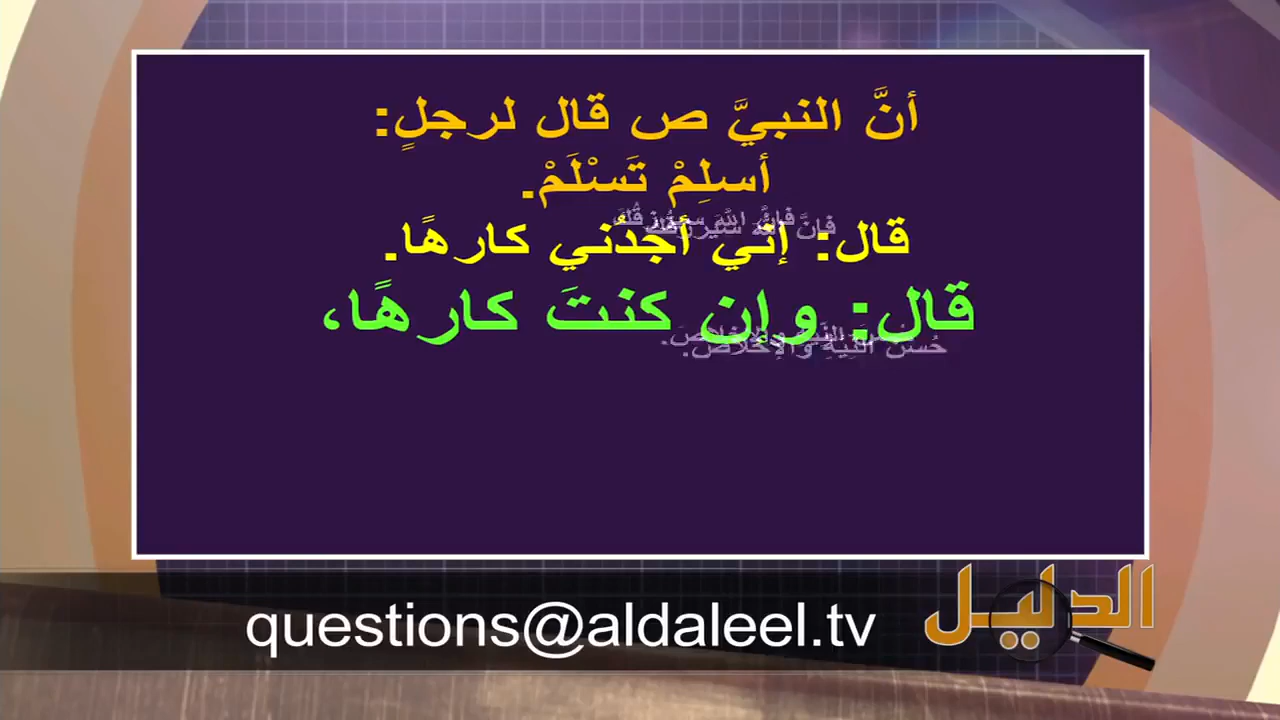 أنَّ النبيَّ ص قال لرجلٍ:
أسلِمْ تَسْلَمْ.
قال: إني أجدُني كارهًا.
قال: وإن كنتَ كارهًا،
questions@aldaleel.tv
الدليل